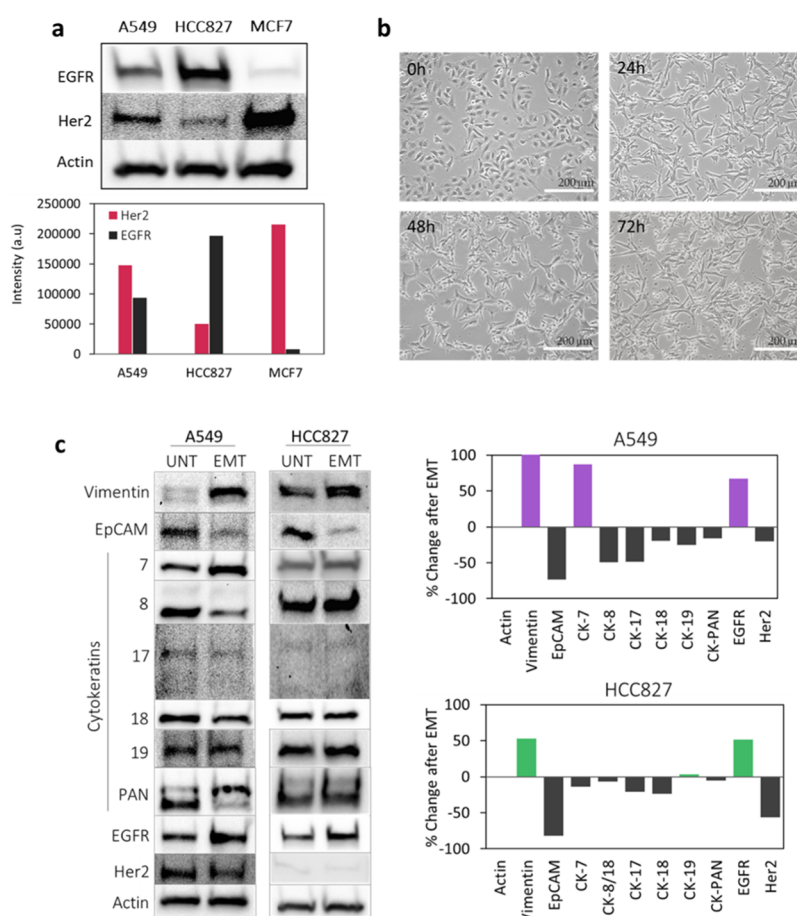 a
A549 HCC827 MCF7
EGFR
Her2
Actin
250000
200000
150000
100000
50000
0
Intensity (a.u)
Her2
EGFR
A549 HCC827 MCF7
b
0h
200 µm
24h
200 µm
48h
200 µm
72h
200 µm
c
A549 HCC827
UNT EMT UNT EMT
Vimentin
EpCAM
Cytokeratins
7
8
17
18
19
PAN
EGFR
Her2
Actin
A549
% Change after EMT
100
50
0
-50
-100
Actin
Vimentin
EpCAM
CK-7
CK-8
CK-17
CK-18
CK-19
CK-PAN
EGFR
Her2
HCC827
% Change after EMT
100
50
0
-50
-100
Actin
Vimentin
EpCAM
CK-7
CK-8/18
CK-17
CK-18
CK-19
CK-PAN
EGFR
Her2